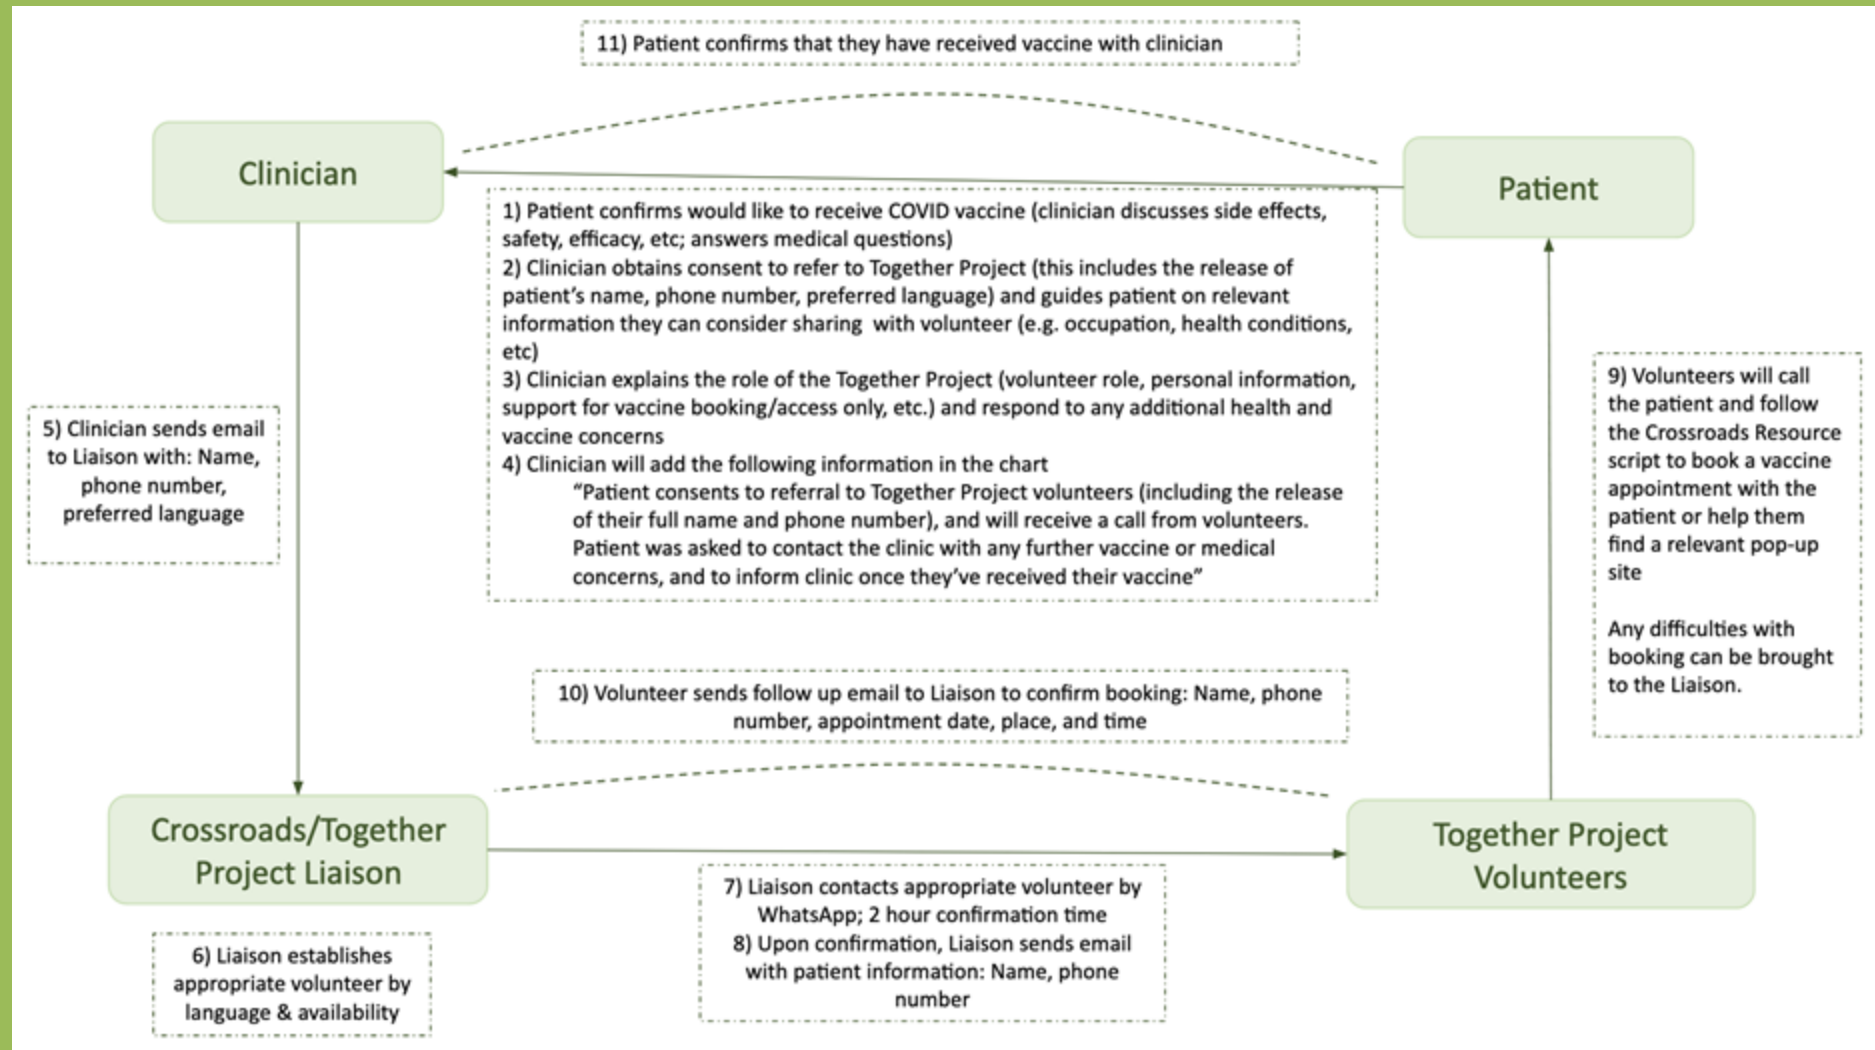 11) Patient confirms that they have received vaccine with clinician
Clinician
Patient
1) Patient confirms would like to receive COVID vaccine (clinician discusses side effects,
safety, efficacy, etc; answers medical questions)
2) Clinician obtains consent to refer to Together Project (this includes the release of
patient's name, phone number, preferred language) and guides patient on relevant
information they can consider sharing with volunteer (e.g. occupation, health conditions,
etc)
3) Clinician explains the role of the Together Project (volunteer role, personal information,
support for vaccine booking/access only, etc.) and respond to any additional health and
vaccine concerns
4) Clinician will add the following information in the chart
"Patient consents to referral to Together Project volunteers (including the release
of their full name and phone number), and will receive a call from volunteers.
Patient was asked to contact the clinic with any further vaccine or medical
concerns, and to inform clinic once they've received their vaccine"
5) Clinician sends email
to Liaison with: Name,
phone number,
preferred language
9) Volunteers will call
the patient and follow
the Crossroads Resource
script to book a vaccine
appointment with the
patient or help them
find a relevant pop-up
site
Any difficulties with
booking can be brought
to the Liaison.
10) Volunteer sends follow up email to Liaison to confirm booking: Name, phone
number, appointment date, place, and time
Crossroads/Together
Project Liaison
Together Project
Volunteers
6) Liaison establishes
appropriate volunteer by
language & availability
7) Liaison contacts appropriate volunteer by
WhatsApp; 2 hour confirmation time
8) Upon confirmation, Liaison sends email
with patient information: Name, phone
number